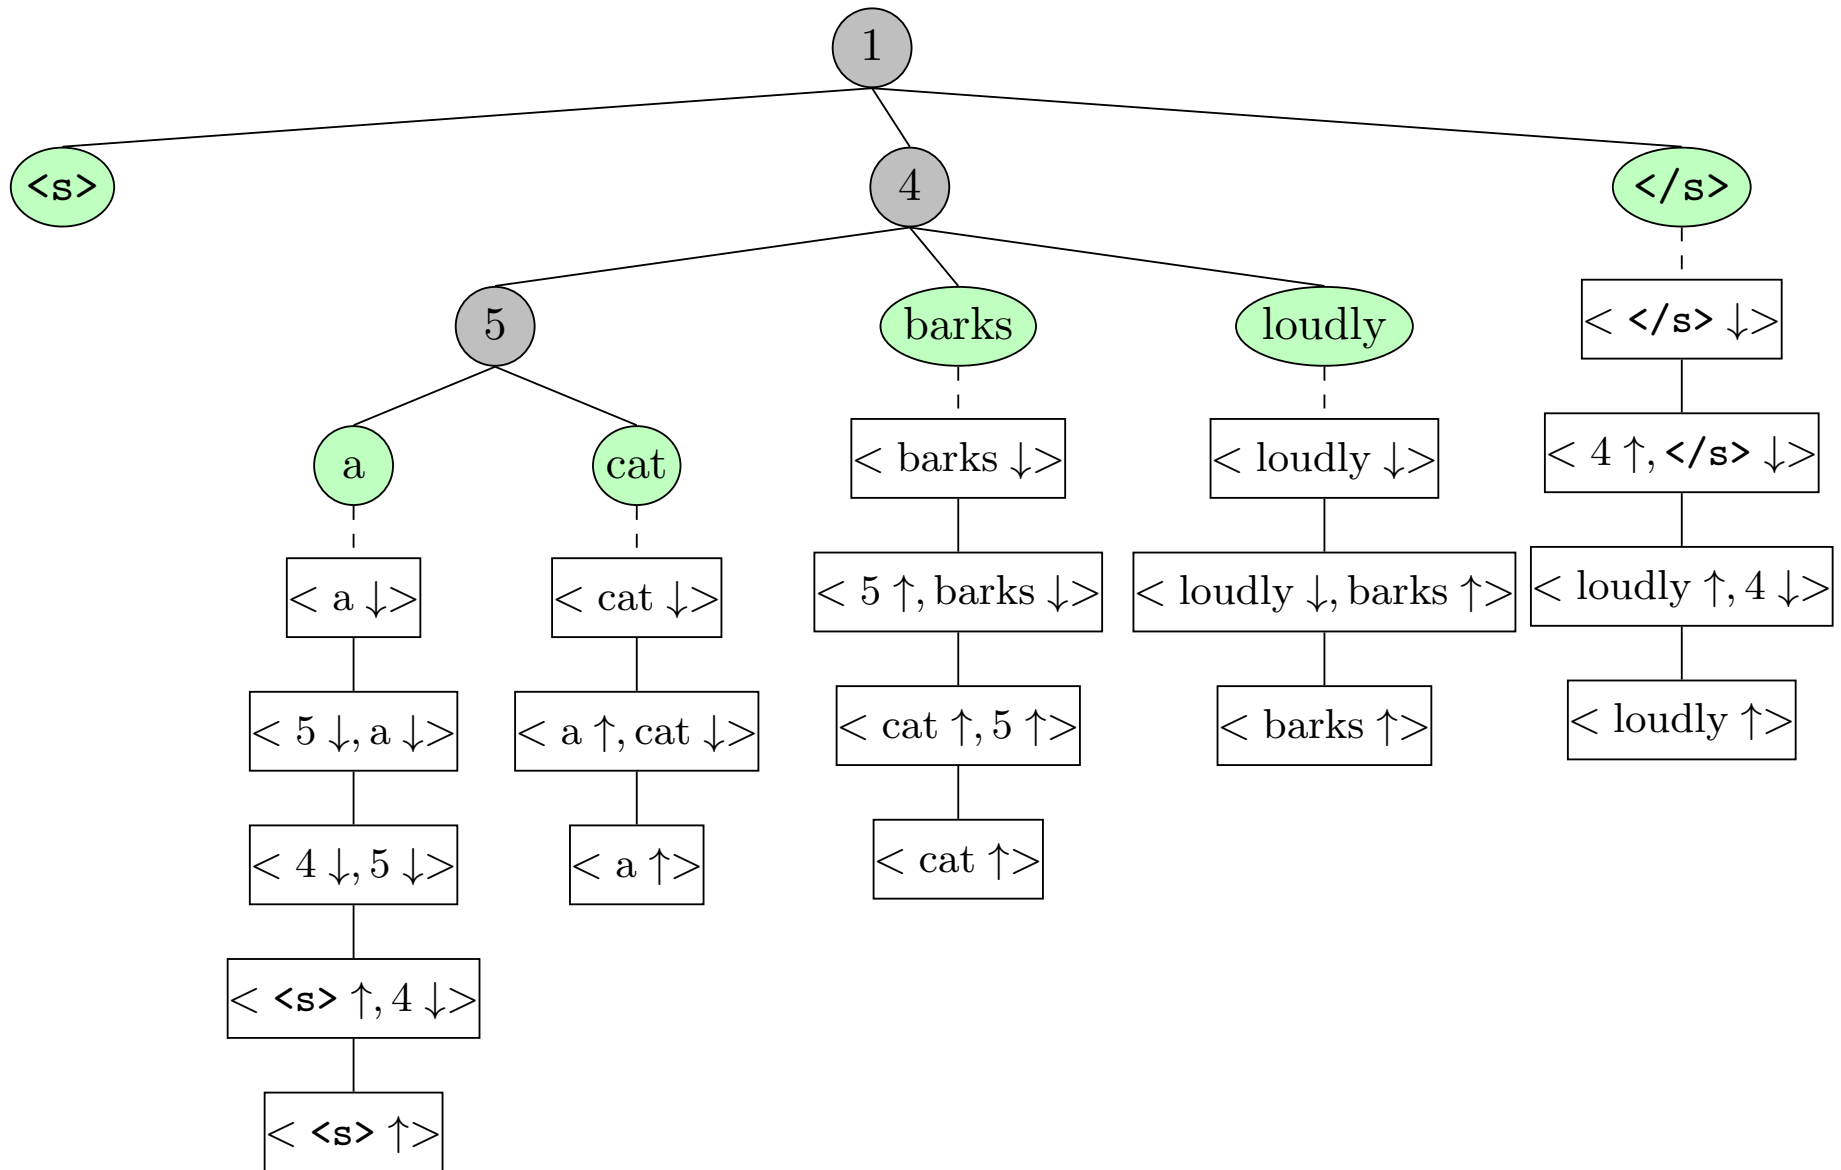 1
<s> 4 </s>
5 barks loudly
< </s> ↓>
a cat
< barks ↓> < loudly ↓>
< 4 ↑, </s> ↓>
< a ↓> < cat ↓>
< 5 ↑, barks ↓> < loudly ↓, barks ↑> < loudly ↑, 4 ↓>
< 5 ↓, a ↓> < a ↑, cat ↓> < cat ↑, 5 ↑> < barks ↑> < loudly ↑>
< 4 ↓, 5 ↓> < a ↑> < cat ↑>
< <s> ↑, 4 ↓>
< <s> ↑>